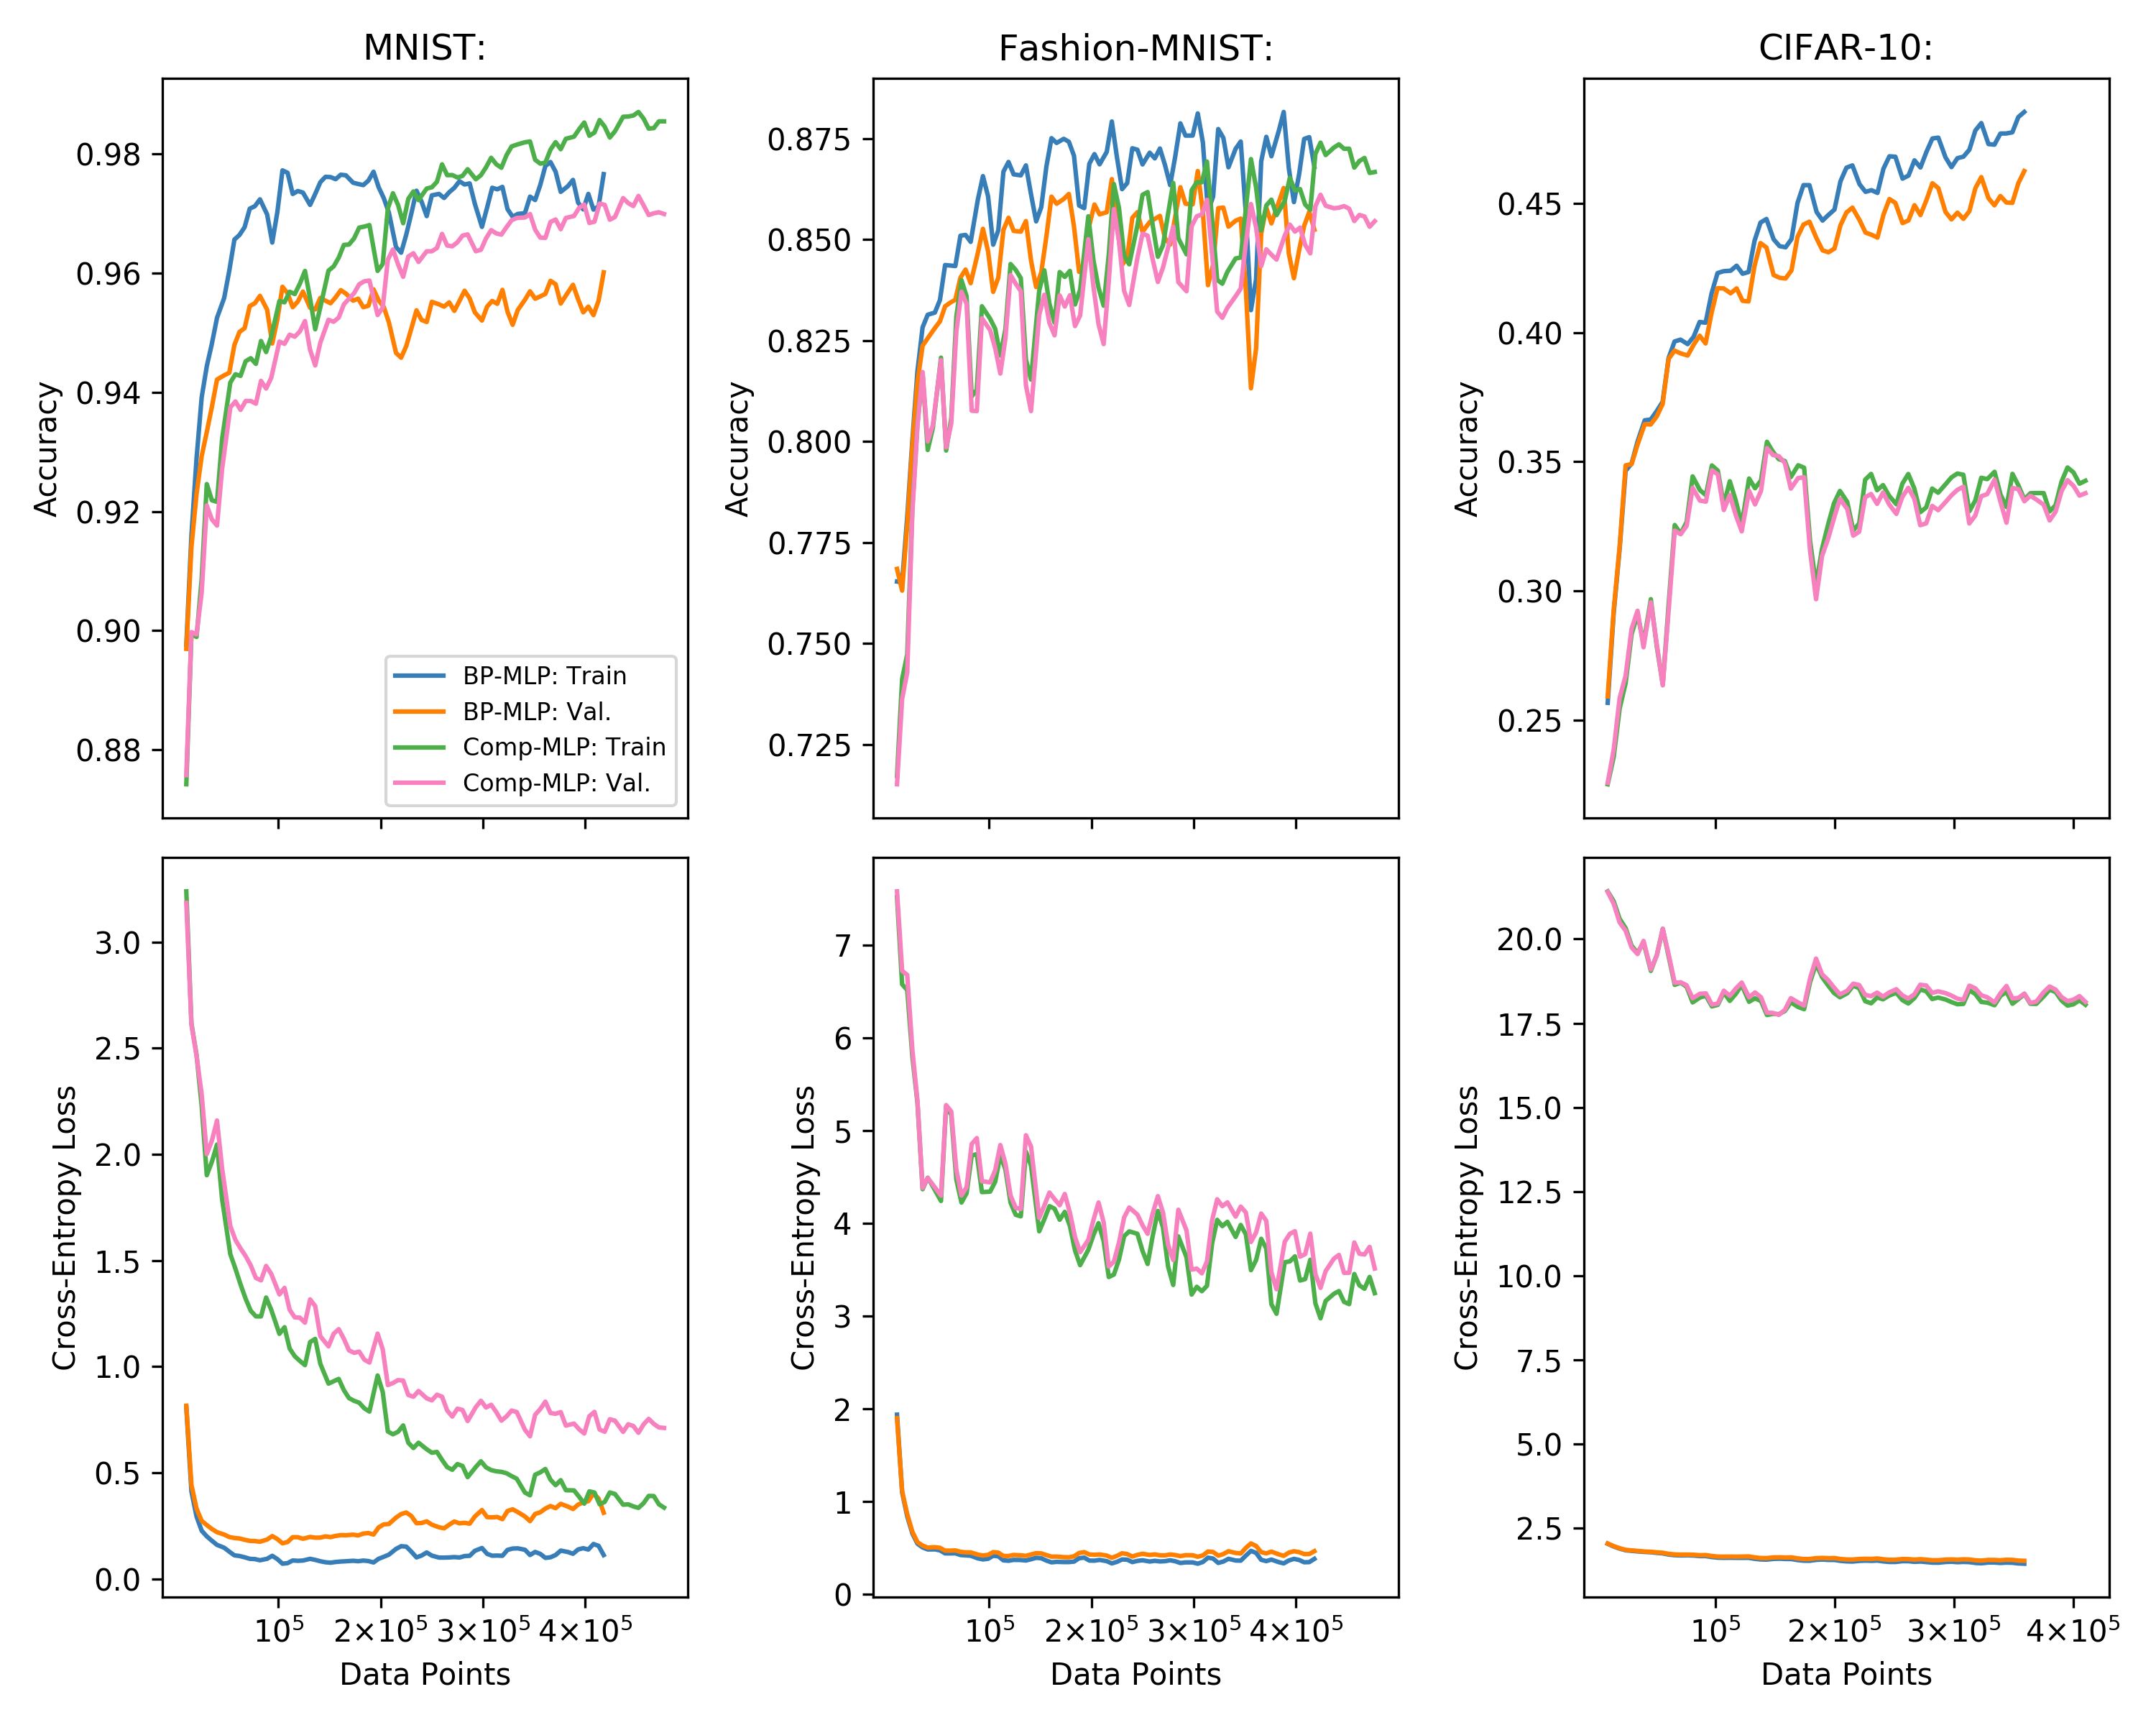 MNIST:
Fashion-MNIST:
CIFAR-10:
Accuracy
0.98
0.96
0.94
0.92
0.90
0.88
BP-MLP: Train
BP-MLP: Val.
Comp-MLP: Train
Comp-MLP: Val.
Accuracy
0.875
0.850
0.825
0.800
0.775
0.750
0.725
Accuracy
0.45
0.40
0.35
0.30
0.25
Cross-Entropy Loss
3.0
2.5
2.0
1.5
1.0
0.5
0.0
10⁵ 2×10⁵ 3×10⁵ 4×10⁵
Data Points
Cross-Entropy Loss
7
6
5
4
3
2
1
0
10⁵ 2×10⁵ 3×10⁵ 4×10⁵
Data Points
Cross-Entropy Loss
20.0
17.5
15.0
12.5
10.0
7.5
5.0
2.5
10⁵ 2×10⁵ 3×10⁵ 4×10⁵
Data Points